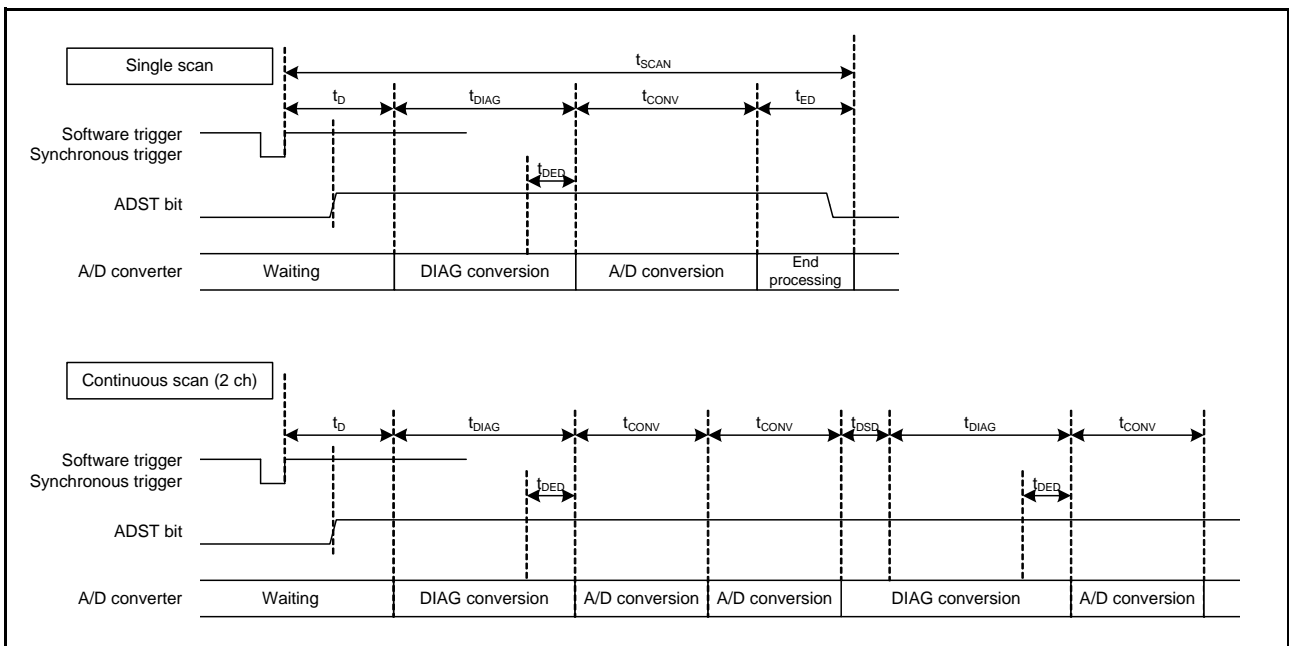 Single scan
tSCAN
tD tDIAG tCONV tED
Software trigger
Synchronous trigger
tDED
ADST bit
A/D converter Waiting DIAG conversion A/D conversion End
processing
Continuous scan (2 ch)
tD tDIAG tCONV tCONV tDSD tDIAG tCONV
Software trigger
Synchronous trigger
tDED tDED
ADST bit
A/D converter Waiting DIAG conversion A/D conversion A/D conversion DIAG conversion A/D conversion